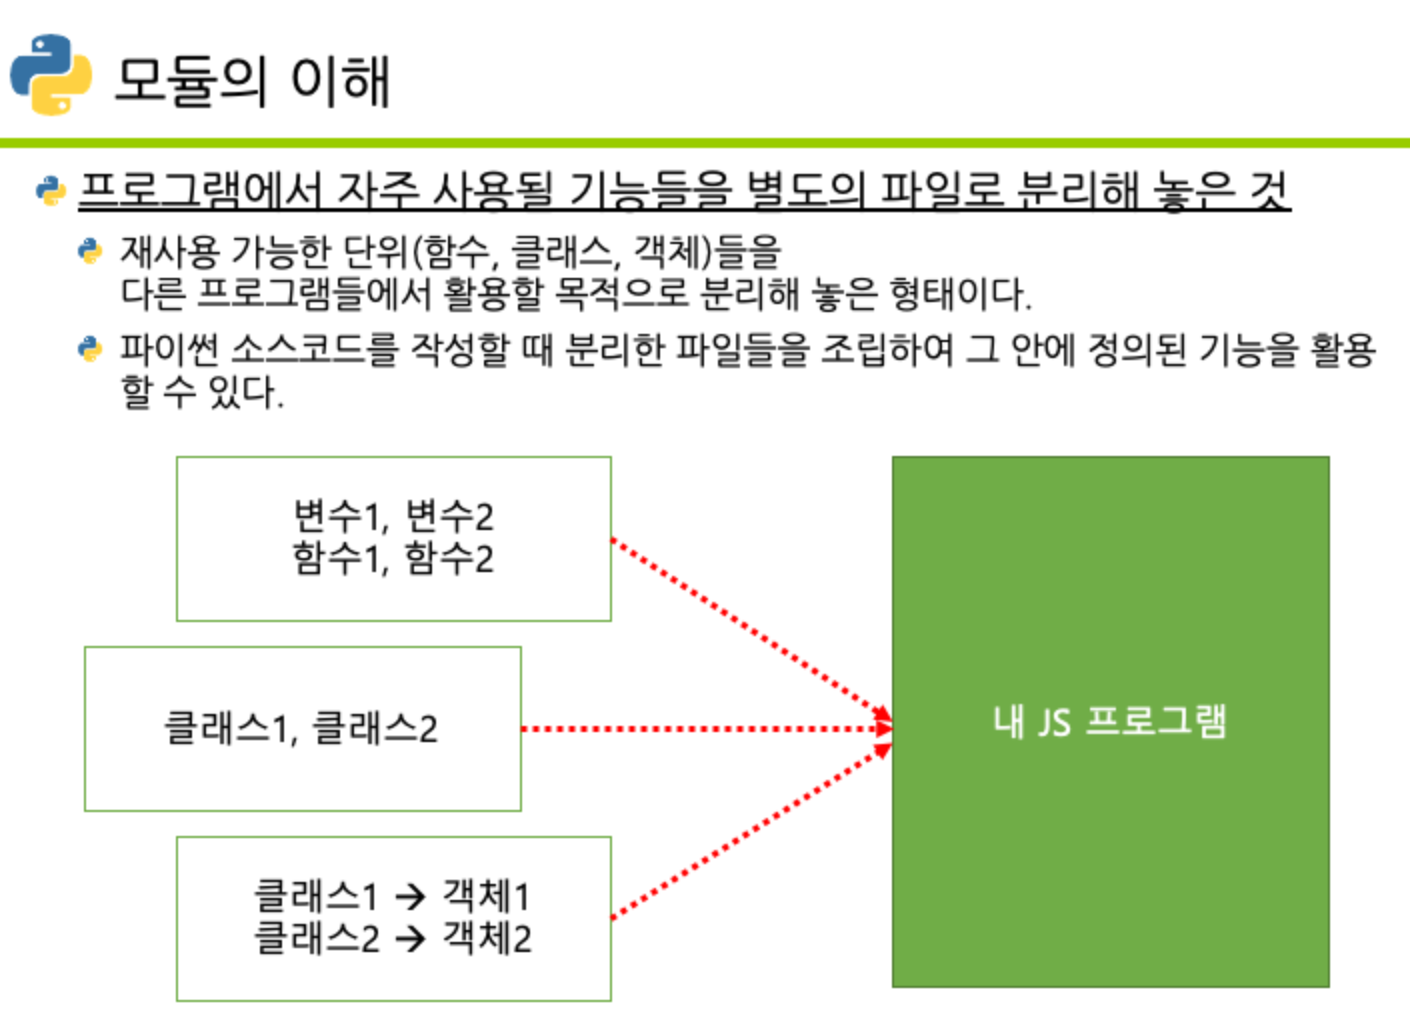 모듈의 이해
프로그램에서 자주 사용될 기능들을 별도의 파일로 분리해 놓은 것
재사용 가능한 단위(함수, 클래스, 객체)들을
다른 프로그램들에서 활용할 목적으로 분리해 놓은 형태이다.
파이썬 소스코드를 작성할 때 분리한 파일들을 조립하여 그 안에 정의된 기능을 활용
할 수 있다.
변수1, 변수2
함수1, 함수2
클래스1, 클래스2
클래스1 → 객체1
클래스2 → 객체2
내 JS 프로그램